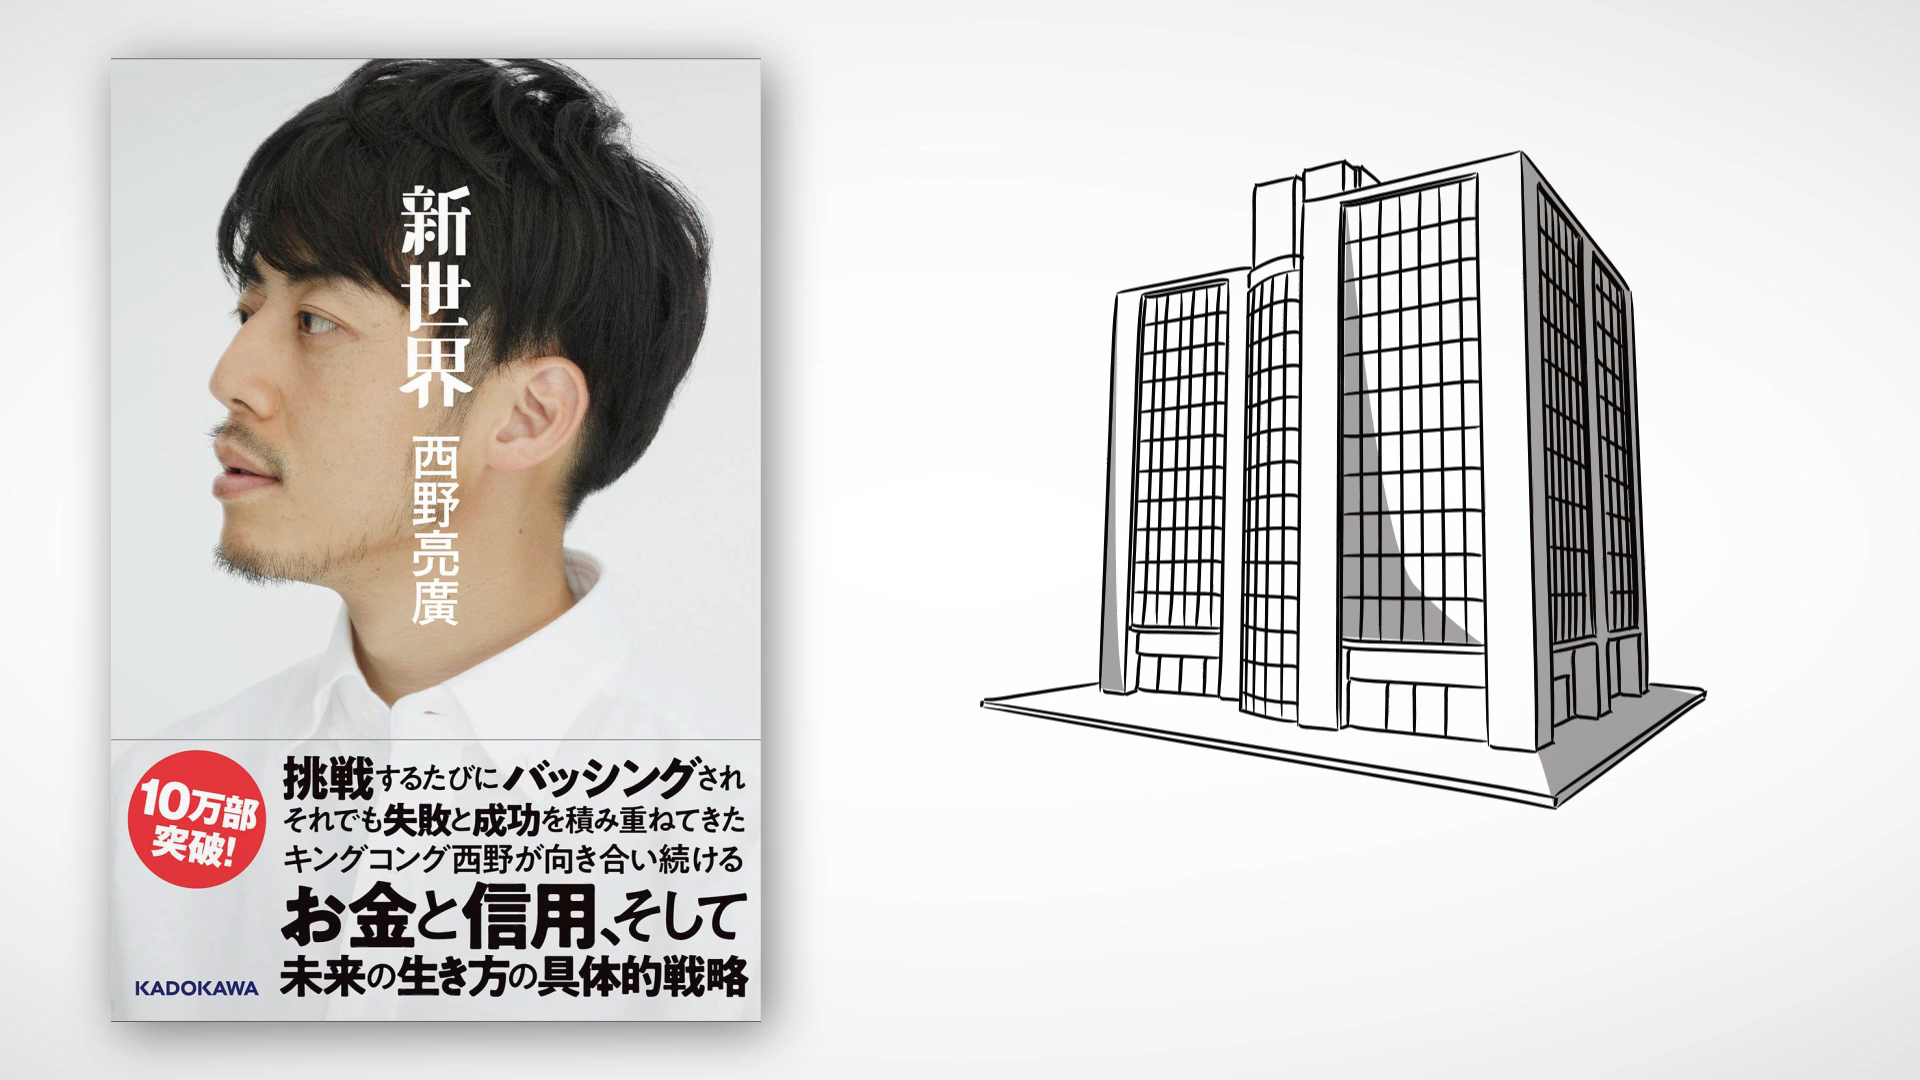 新世界
西野亮廣
10万部
突破!
挑戦するたびにバッシングされ
それでも失敗と成功を積み重ねてきた
キングコング西野が向き合い続ける
お金と信用、そして
未来の生き方の具体的戦略
KADOKAWA